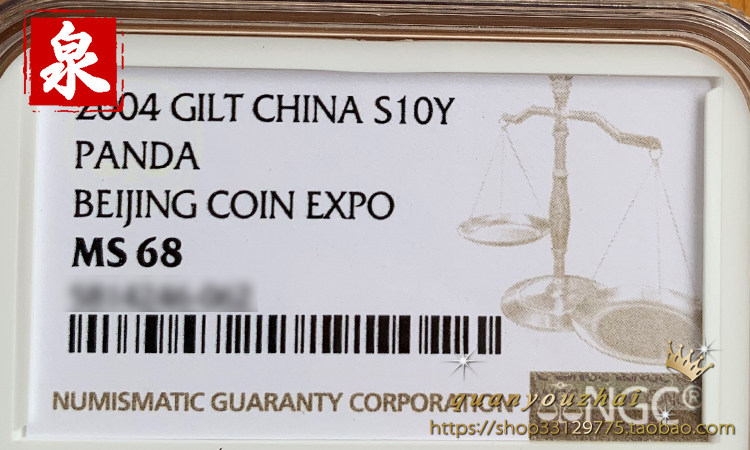 泉
2004 GILT CHINA S10Y
PANDA
BEIJING COIN EXPO
MS 68
NUMISMATIC GUARANTY CORPORATION
NGC®
quanyouzhai
https://shop33129775.taobao.com